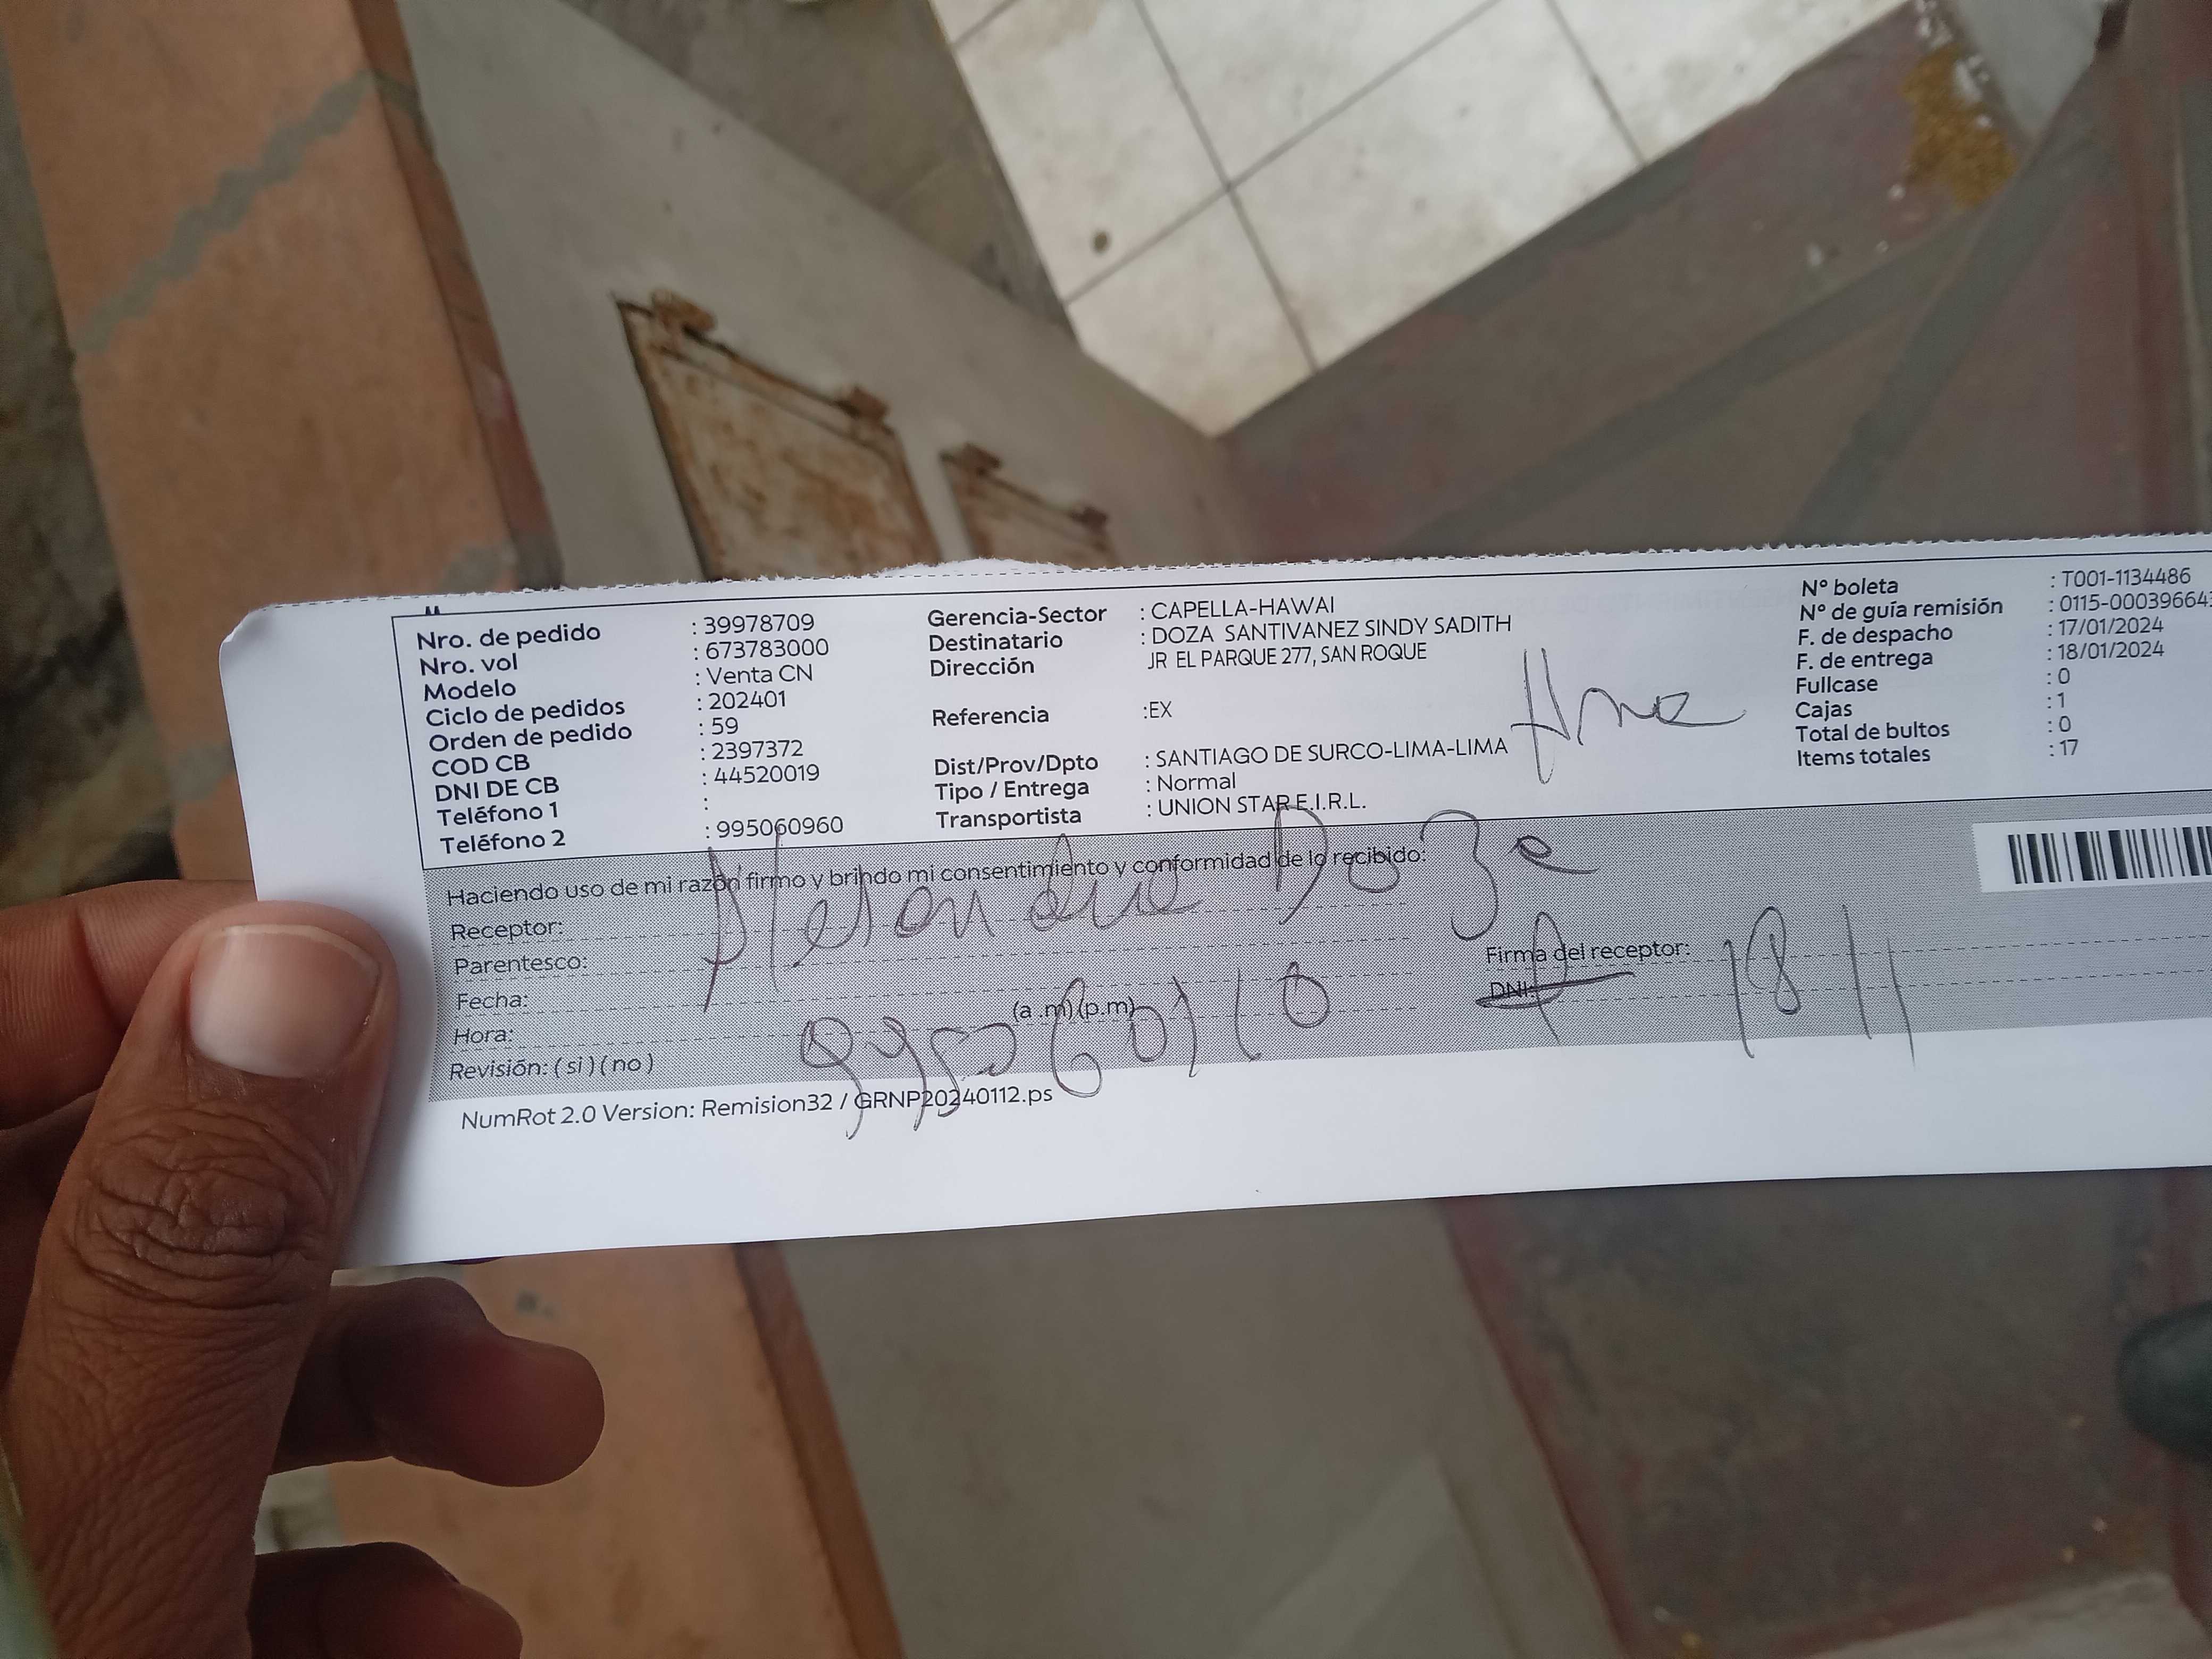 Nro. de pedido : 39978709
Nro. vol : 673783000
Modelo : Venta CN
Ciclo de pedidos : 202401
Orden de pedido : 59
COD CB : 2397372
DNI DE CB : 44520019
Teléfono 1 :
Teléfono 2 : 995060960
Gerencia-Sector : CAPELLA-HAWAI
Destinatario : DOZA SANTIVANEZ SINDY SADITH
Dirección JR EL PARQUE 277, SAN ROQUE
Referencia :EX
Dist/Prov/Dpto : SANTIAGO DE SURCO-LIMA-LIMA
Tipo / Entrega : Normal
Transportista : UNION STAR E.I.R.L.
N° boleta : T001-1134486
N° de guía remisión : 0115-00039664
F. de despacho : 17/01/2024
F. de entrega : 18/01/2024
Fullcase : 0
Cajas : 1
Total de bultos : 0
Items totales : 17
Haciendo uso de mi razón firmo y brindo mi consentimiento y conformidad de lo recibido:
Receptor:
Parentesco:
Fecha:
Hora: (a .m) (p.m)
Revisión: ( si ) ( no )
Doza
Firma del receptor:
DNI:
18
NumRot 2.0 Version: Remision32 / GRNP20240112.ps